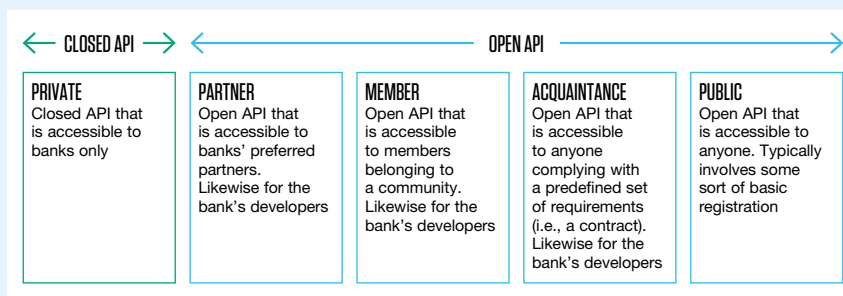 CLOSED API
OPEN API
PRIVATE
Closed API that
is accessible to
banks only
PARTNER
Open API that
is accessible to
banks’ preferred
partners.
Likewise for the
bank’s developers
MEMBER
Open API that
is accessible
to members
belonging to
a community.
Likewise for the
bank’s developers
ACQUAINTANCE
Open API that
is accessible
to anyone
complying with
a predefined set
of requirements
(i.e., a contract).
Likewise for the
bank’s developers
PUBLIC
Open API that
is accessible to
anyone. Typically
involves some
sort of basic
registration